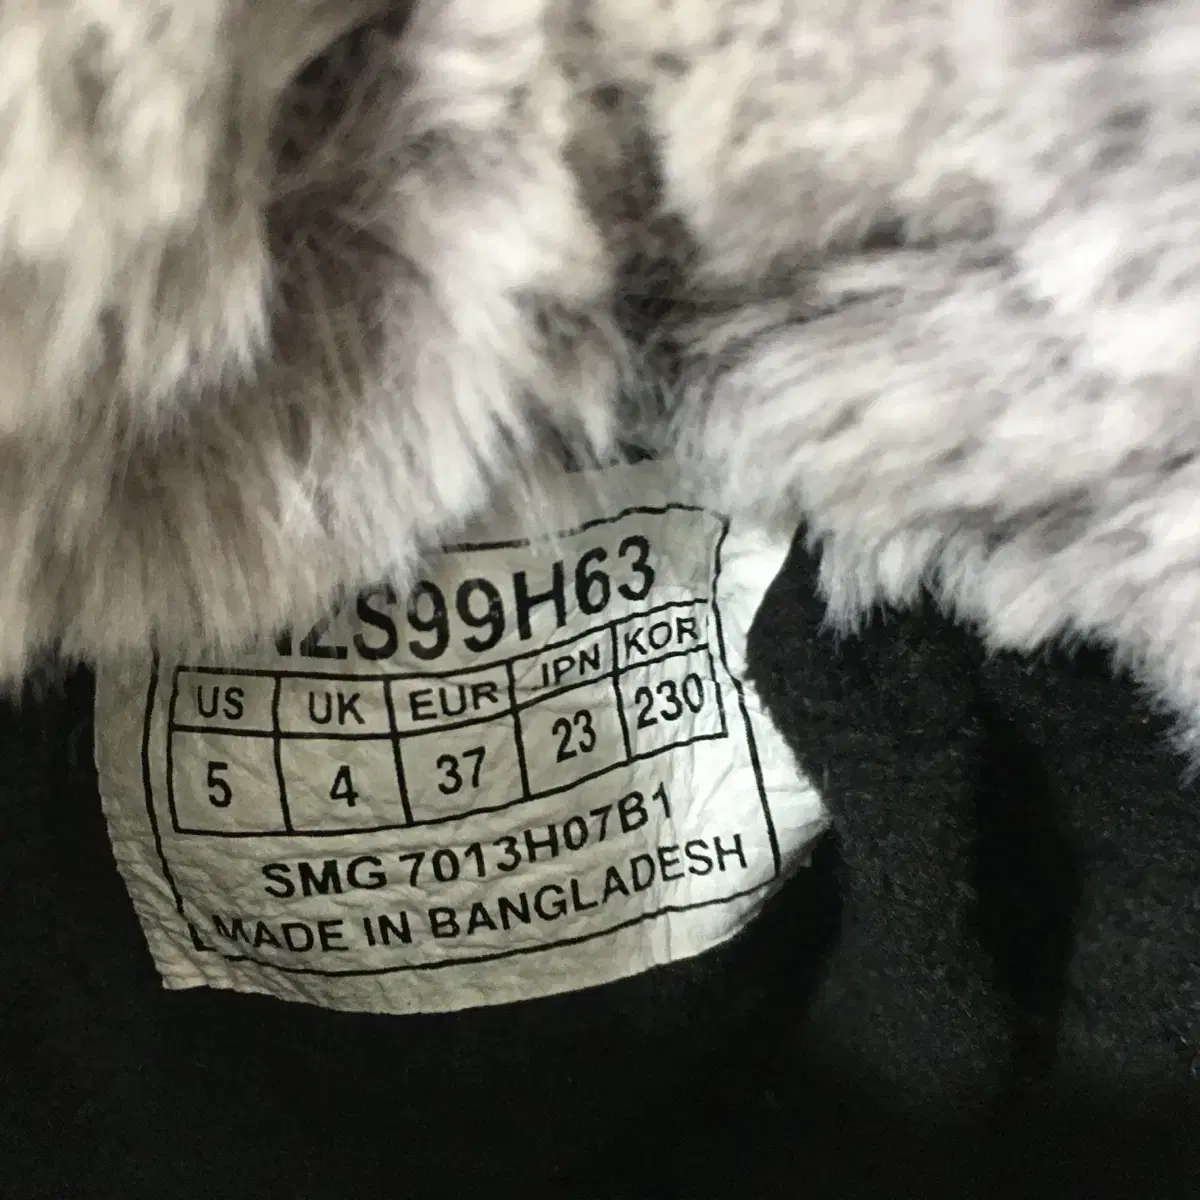 S99H63
US UK EUR JPN KOR
5 4 37 23 230
SMG 7013H07B1
MADE IN BANGLADESH